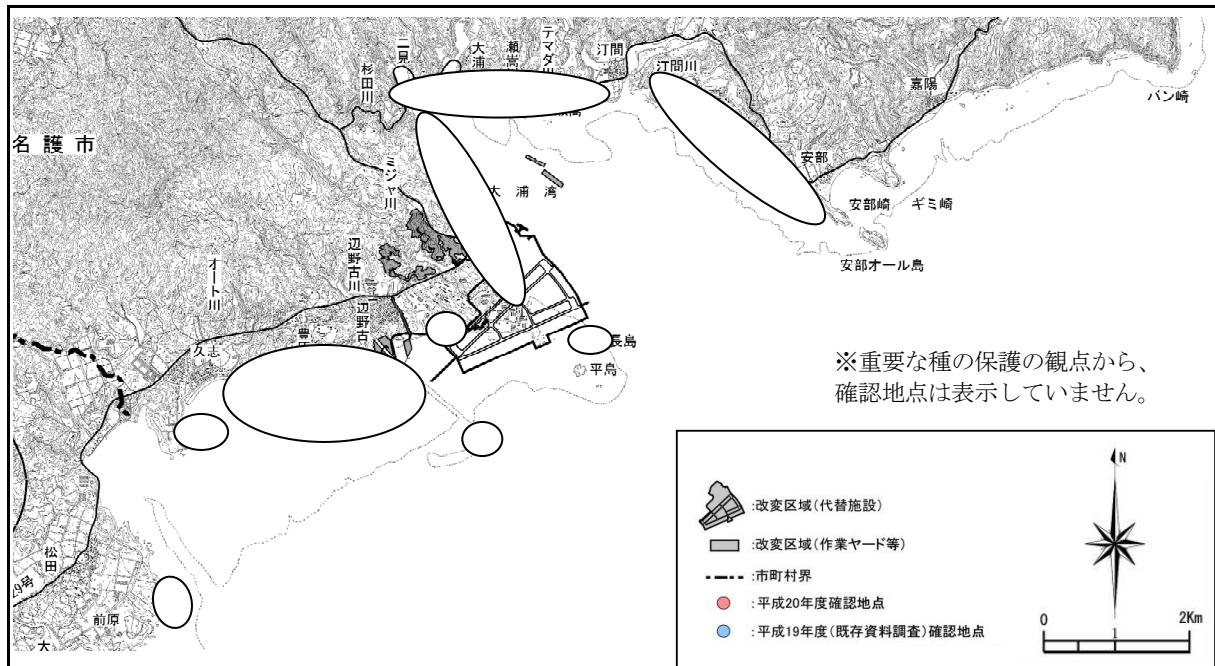 二見
大浦
瀬嵩
テマダ
汀間
汀間川
杉田川
嘉陽
バン崎
名護市
安部
ミジャ川
大浦湾
安部崎
ギミ崎
安部オール島
辺野古川
オート川
辺野古
豊
久志
長島
平島
※重要な種の保護の観点から、
確認地点は表示していません。
N
:改変区域(代替施設)
:改変区域(作業ヤード等)
:市町村界
:平成20年度確認地点
:平成19年度(既存資料調査)確認地点
0 1 2Km
松田
29号
前原
大